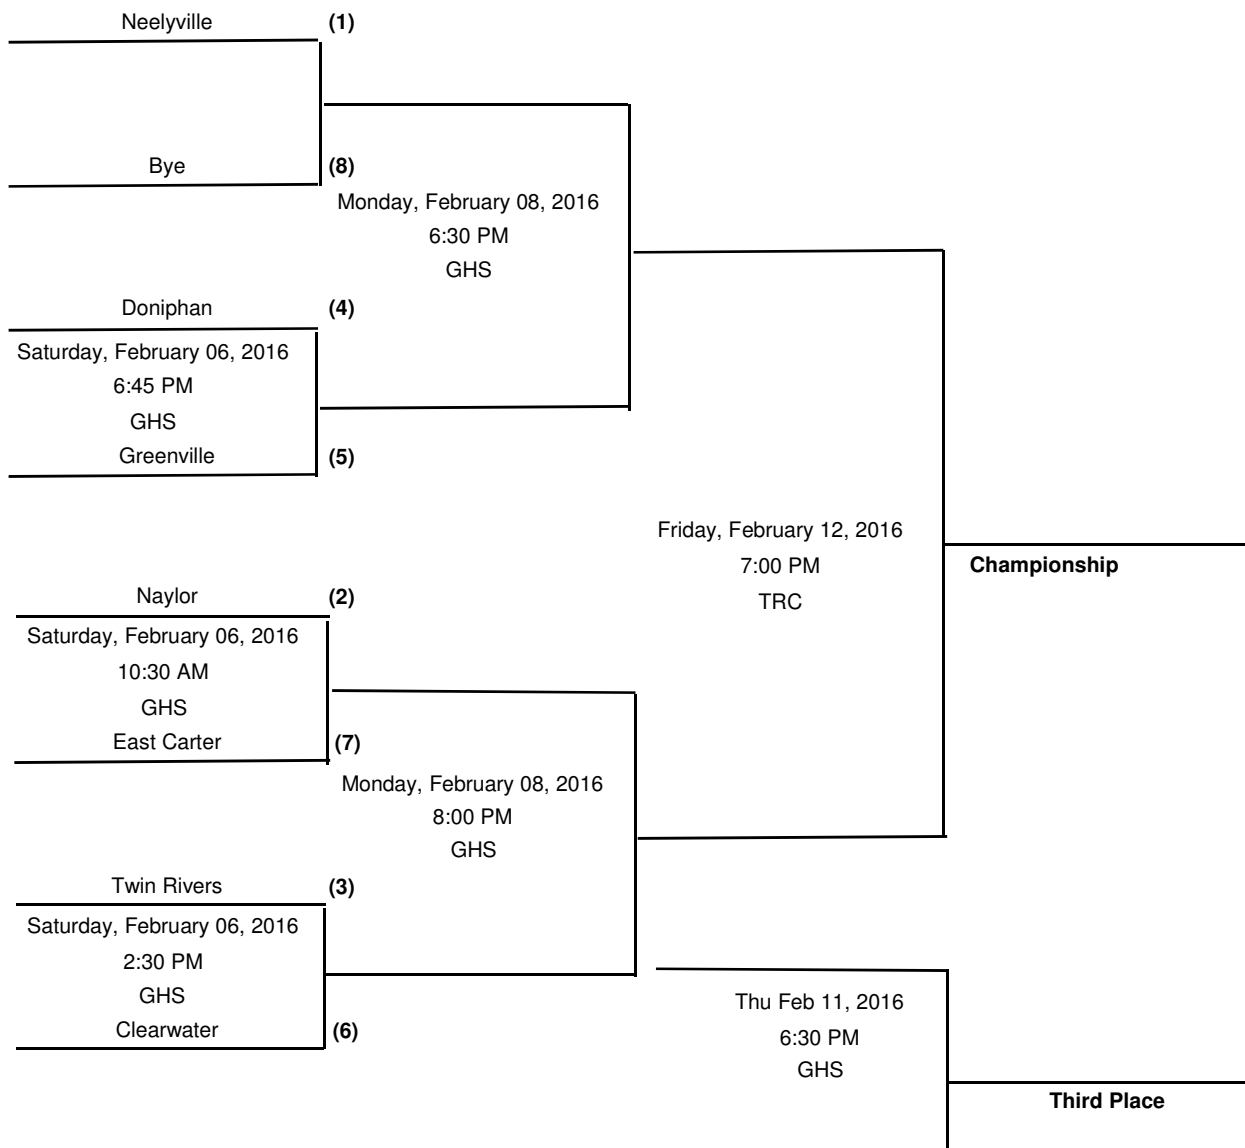 Neelyville (1)
Bye (8)
Monday, February 08, 2016
6:30 PM
GHS
Doniphan (4)
Saturday, February 06, 2016
6:45 PM
GHS
Greenville (5)
Friday, February 12, 2016
7:00 PM
TRC
Championship
Naylor (2)
Saturday, February 06, 2016
10:30 AM
GHS
East Carter (7)
Monday, February 08, 2016
8:00 PM
GHS
Twin Rivers (3)
Saturday, February 06, 2016
2:30 PM
GHS
Clearwater (6)
Thu Feb 11, 2016
6:30 PM
GHS
Third Place